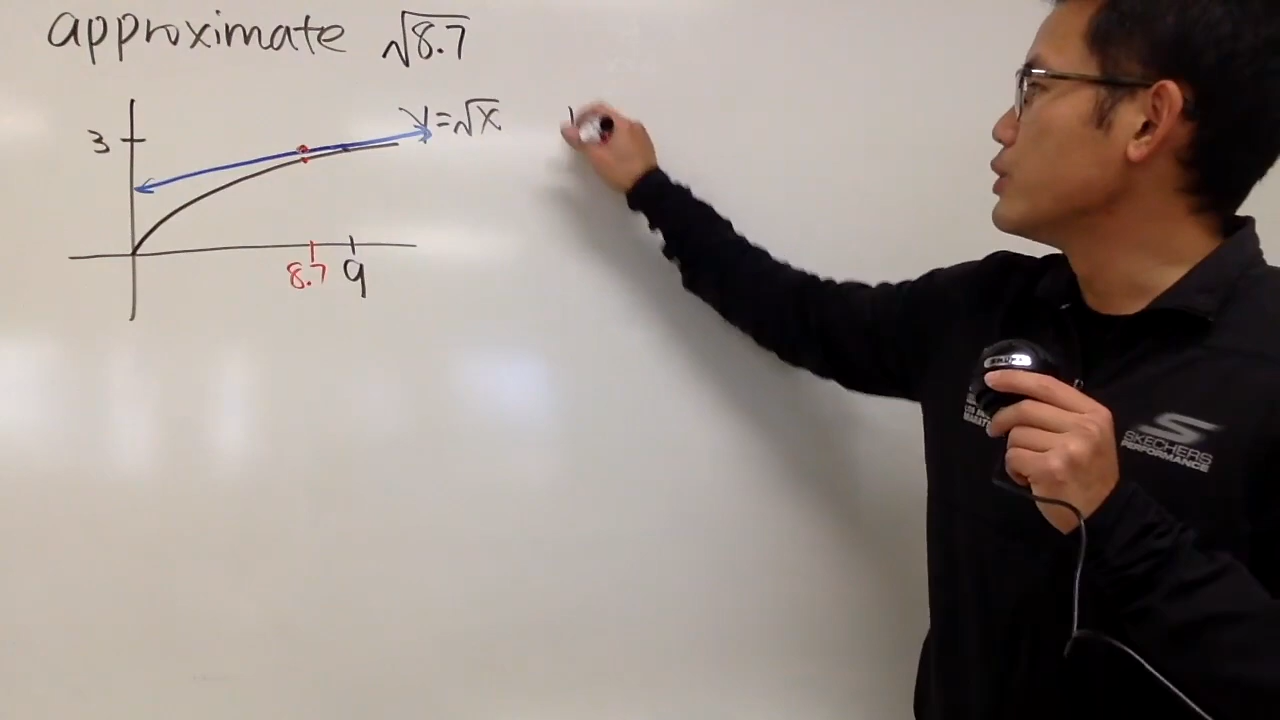 approximate √8.7
y=√x
3
8.7 9
SKECHERS
PERFORMANCE